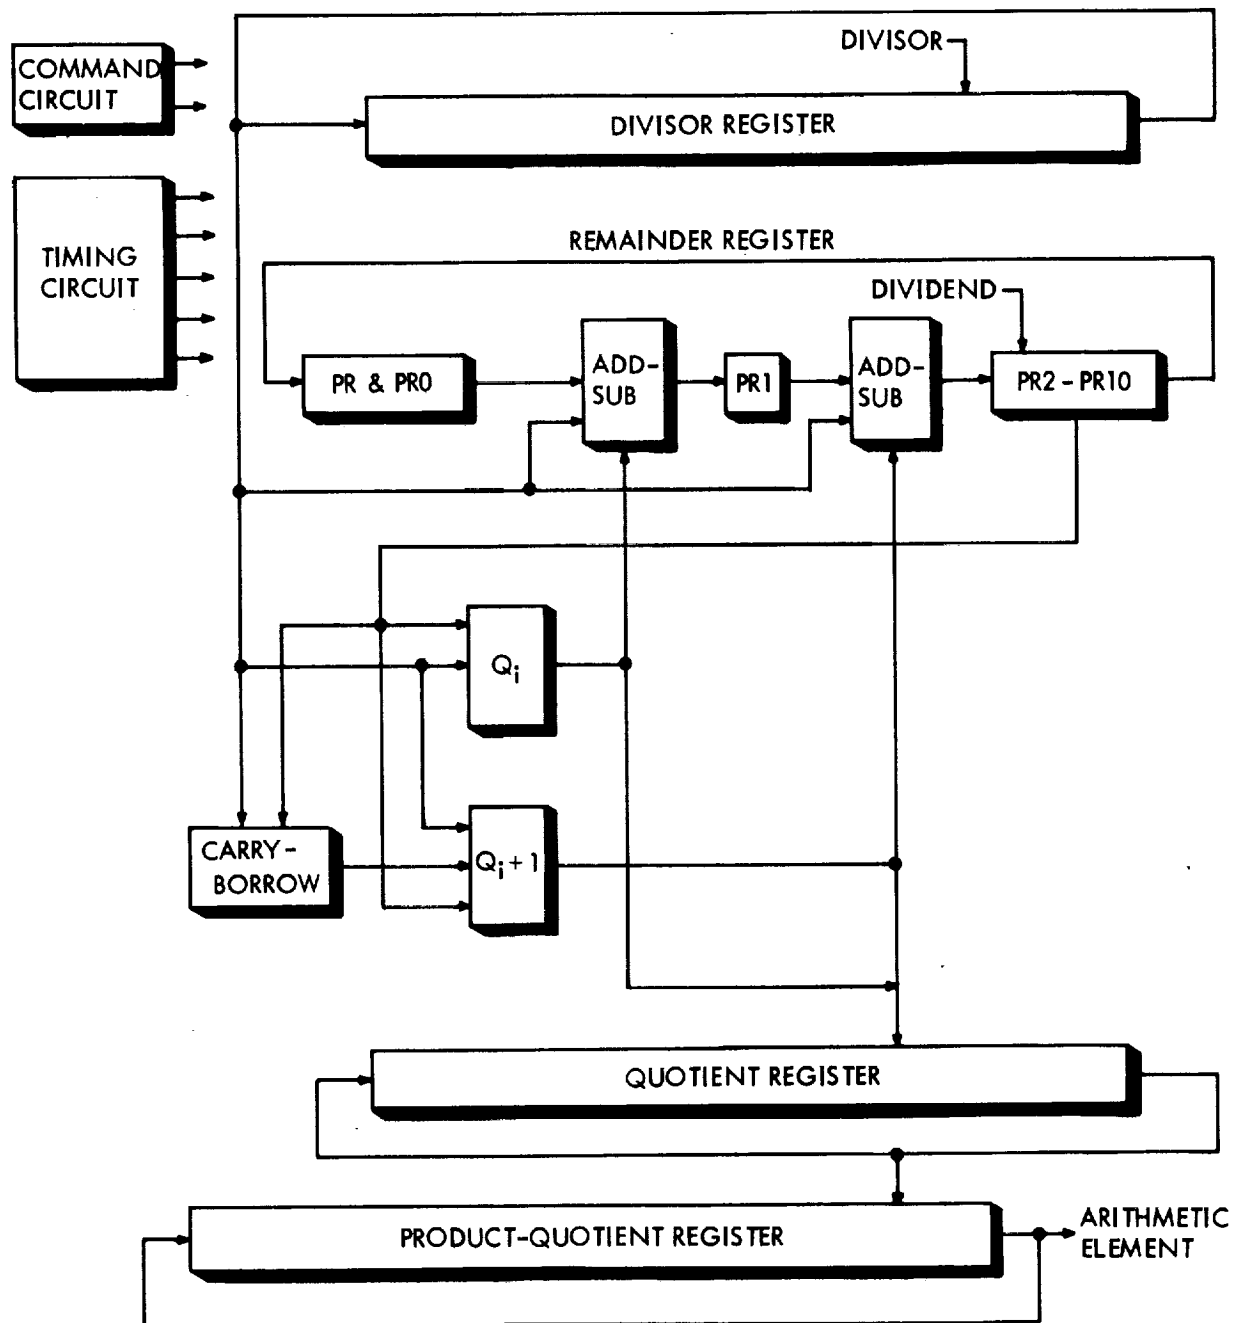 DIVISOR
COMMAND
CIRCUIT
DIVISOR REGISTER
TIMING
CIRCUIT
REMAINDER REGISTER
DIVIDEND
PR & PR0
ADD-
SUB
PR1
ADD-
SUB
PR2 - PR10
Qi
CARRY-
BORROW
Qi+1
QUOTIENT REGISTER
PRODUCT-QUOTIENT REGISTER
ARITHMETIC
ELEMENT